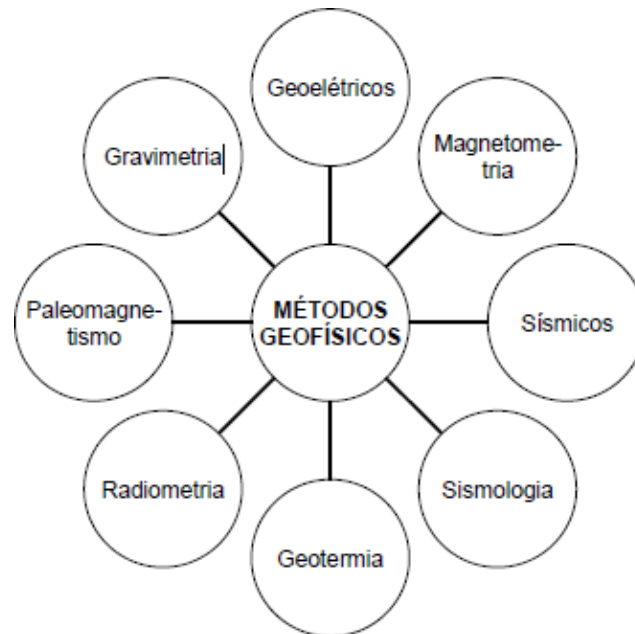 Geoelétricos
Magnetome-
tria
Sísmicos
Sismologia
Geotermia
Radiometria
Paleomagne-
tismo
Gravimetria
MÉTODOS
GEOFÍSICOS